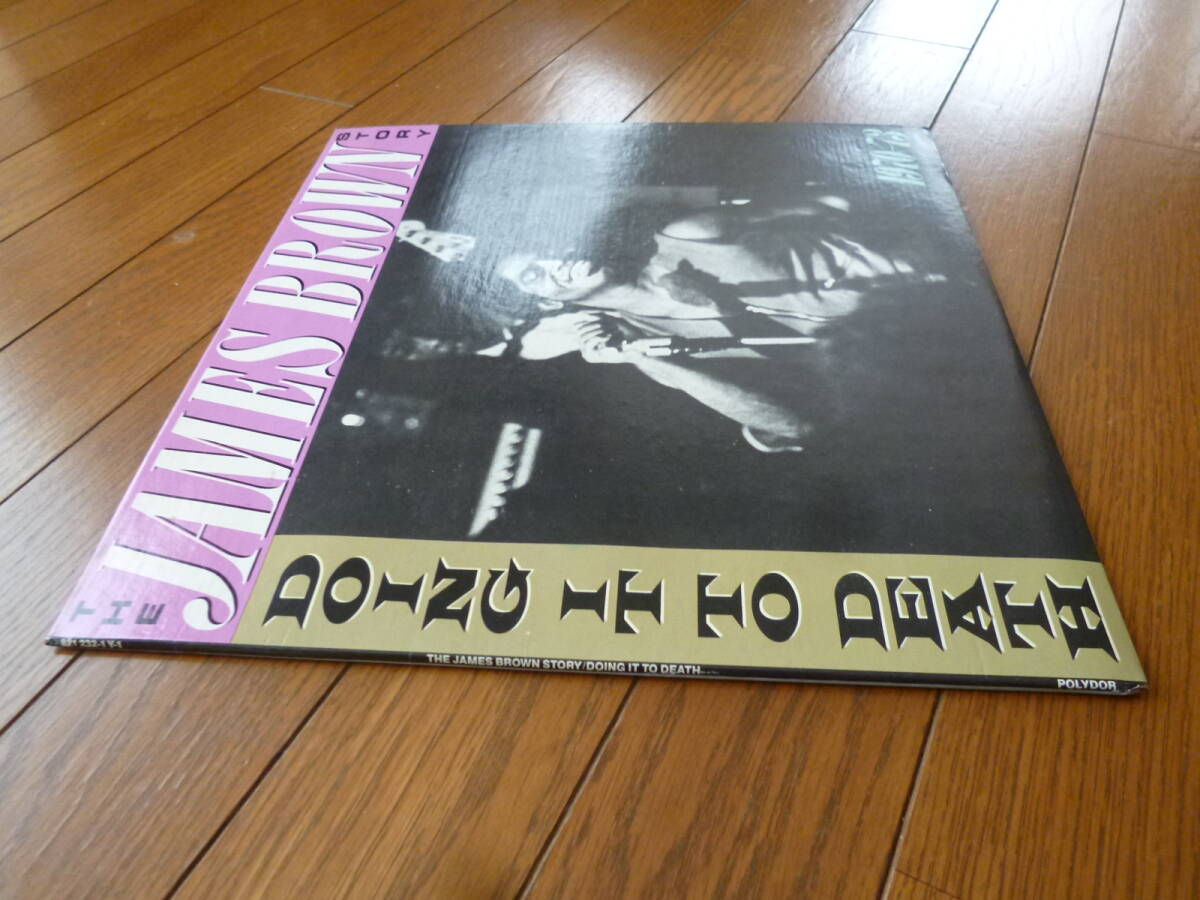 THE
JAMES BROWN
STORY
1970-73
DOING IT TO DEATH
THE JAMES BROWN STORY/DOING IT TO DEATH
POLYDOR